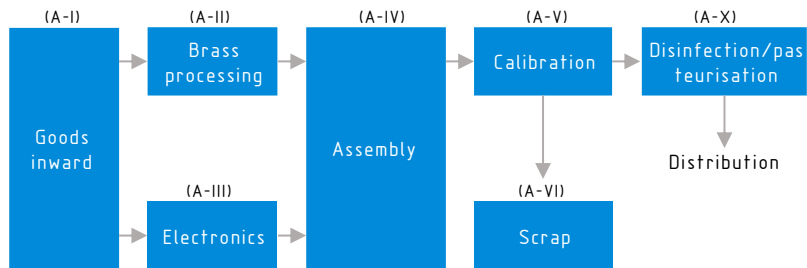 (A-I)
(A-II)
(A-IV)
(A-V)
(A-X)
Brass
processing
Calibration
Disinfection/pas
teurisation
Goods
inward
Assembly
Distribution
(A-III)
(A-VI)
Electronics
Scrap